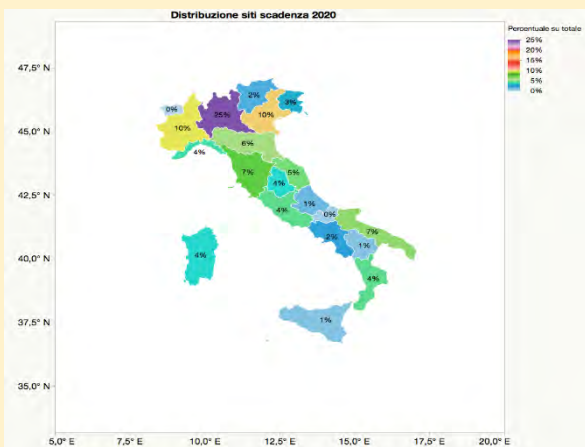 Distribuzione siti scadenza 2020
Percentuale su totale
25%
20%
15%
10%
5%
0%
47,5° N
45,0° N
42,5° N
40,0° N
37,5° N
35,0° N
0%
2%
3%
25%
10%
10%
6%
4%
7%
5%
4%
1%
4%
0%
7%
2%
1%
4%
4%
1%
5,0° E
7,5° E
10,0° E
12,5° E
15,0° E
17,5° E
20,0° E